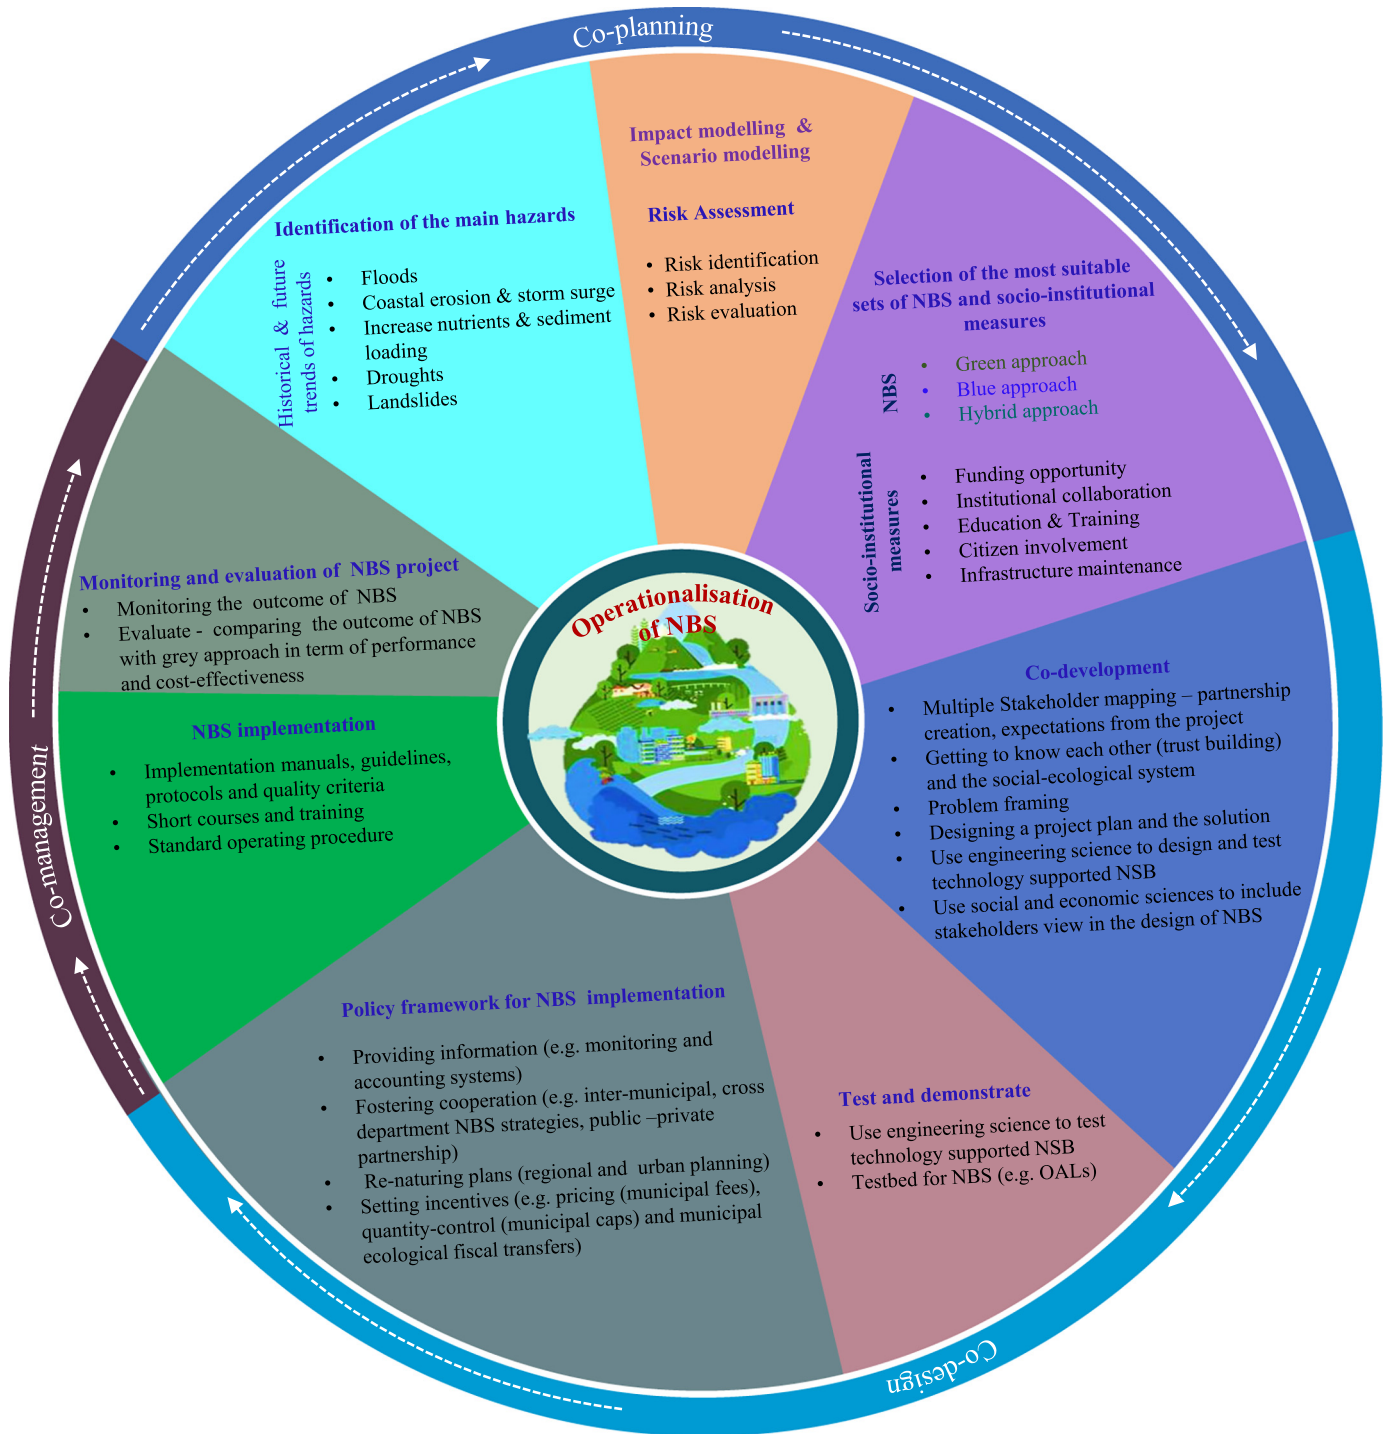 Co-planning
Impact modelling &
Scenario modelling
Risk Assessment
• Risk identification
• Risk analysis
• Risk evaluation
Selection of the most suitable
sets of NBS and socio-institutional
measures
NBS
• Green approach
• Blue approach
• Hybrid approach
Socio-institutional
measures
• Funding opportunity
• Institutional collaboration
• Education & Training
• Citizen involvement
• Infrastructure maintenance
Co-development
• Multiple Stakeholder mapping – partnership
creation, expectations from the project
• Getting to know each other (trust building)
and the social-ecological system
• Problem framing
• Designing a project plan and the solution
• Use engineering science to design and test
technology supported NSB
• Use social and economic sciences to include
stakeholders view in the design of NBS
Test and demonstrate
• Use engineering science to test
technology supported NSB
• Testbed for NBS (e.g. OALs)
Co-design
Policy framework for NBS implementation
• Providing information (e.g. monitoring and
accounting systems)
• Fostering cooperation (e.g. inter-municipal, cross
department NBS strategies, public –private
partnership)
• Re-naturing plans (regional and urban planning)
• Setting incentives (e.g. pricing (municipal fees),
quantity-control (municipal caps) and municipal
ecological fiscal transfers)
Co-management
NBS implementation
• Implementation manuals, guidelines,
protocols and quality criteria
• Short courses and training
• Standard operating procedure
Monitoring and evaluation of NBS project
• Monitoring the outcome of NBS
• Evaluate - comparing the outcome of NBS
with grey approach in term of performance
and cost-effectiveness
Identification of the main hazards
Historical & future
trends of hazards
• Floods
• Coastal erosion & storm surge
• Increase nutrients & sediment
loading
• Droughts
• Landslides
Operationalisation
of NBS